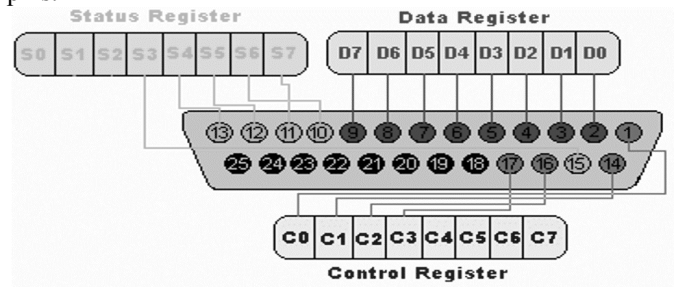 Status Register Data Register
S0 S1 S2 S3 S4 S5 S6 S7 D7 D6 D5 D4 D3 D2 D1 D0
13 12 11 10 9 8 7 6 5 4 3 2 1
25 24 23 22 21 20 19 18 17 16 15 14
C0 C1 C2 C3 C4 C5 C6 C7
Control Register